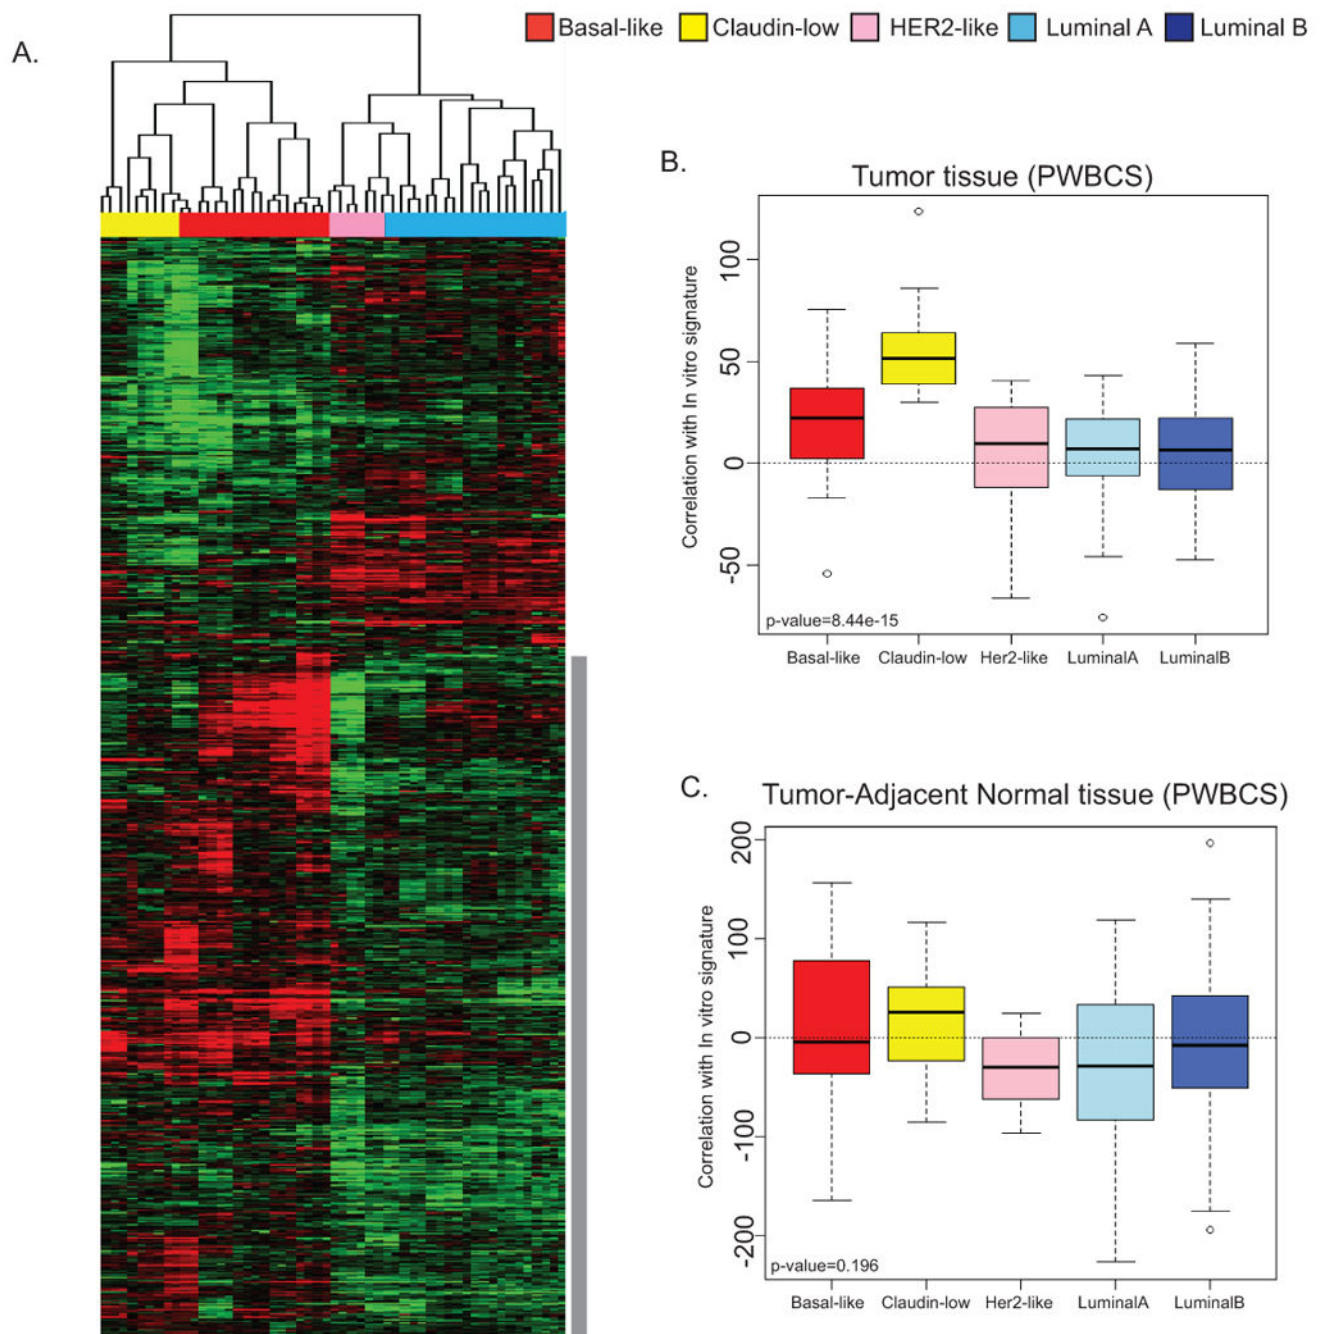 A.
Basal-like Claudin-low HER2-like Luminal A Luminal B
B.
Tumor tissue (PWBCS)
Correlation with In vitro signature
100
50
0
-50
p-value=8.44e-15
Basal-like Claudin-low Her2-like LuminalA LuminalB
C.
Tumor-Adjacent Normal tissue (PWBCS)
Correlation with In vitro signature
200
100
0
-100
-200
p-value=0.196
Basal-like Claudin-low Her2-like LuminalA LuminalB